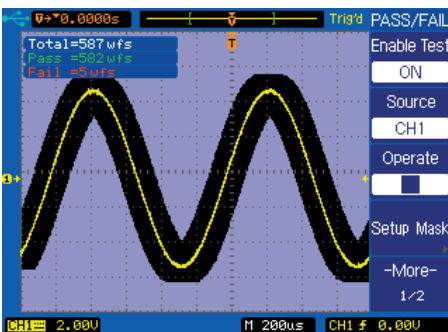 0.0000s Trig'd PASS/FAIL
Total=587wfs
Pass =582wfs
Fail =5wfs
T
Enable Test
ON
Source
CH1
Operate
Setup Mask
-More-
1/2
1
CH1 2.00V M 200us CH1 0.00V